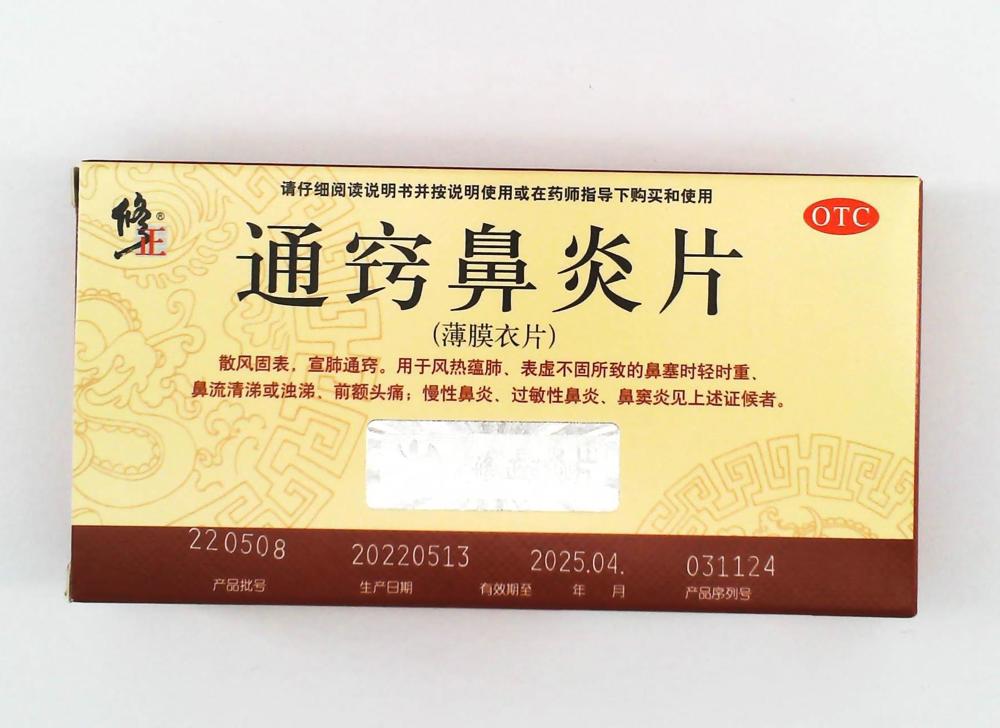 请仔细阅读说明书并按说明使用或在药师指导下购买和使用
修正®
OTC
通窍鼻炎片
(薄膜衣片)
散风固表，宣肺通窍。用于风热蕴肺、表虚不固所致的鼻塞时轻时重、
鼻流清涕或浊涕、前额头痛；慢性鼻炎、过敏性鼻炎、鼻窦炎见上述证候者。
220508 20220513 2025.04. 031124
产品批号 生产日期 有效期至 年 月 产品序列号